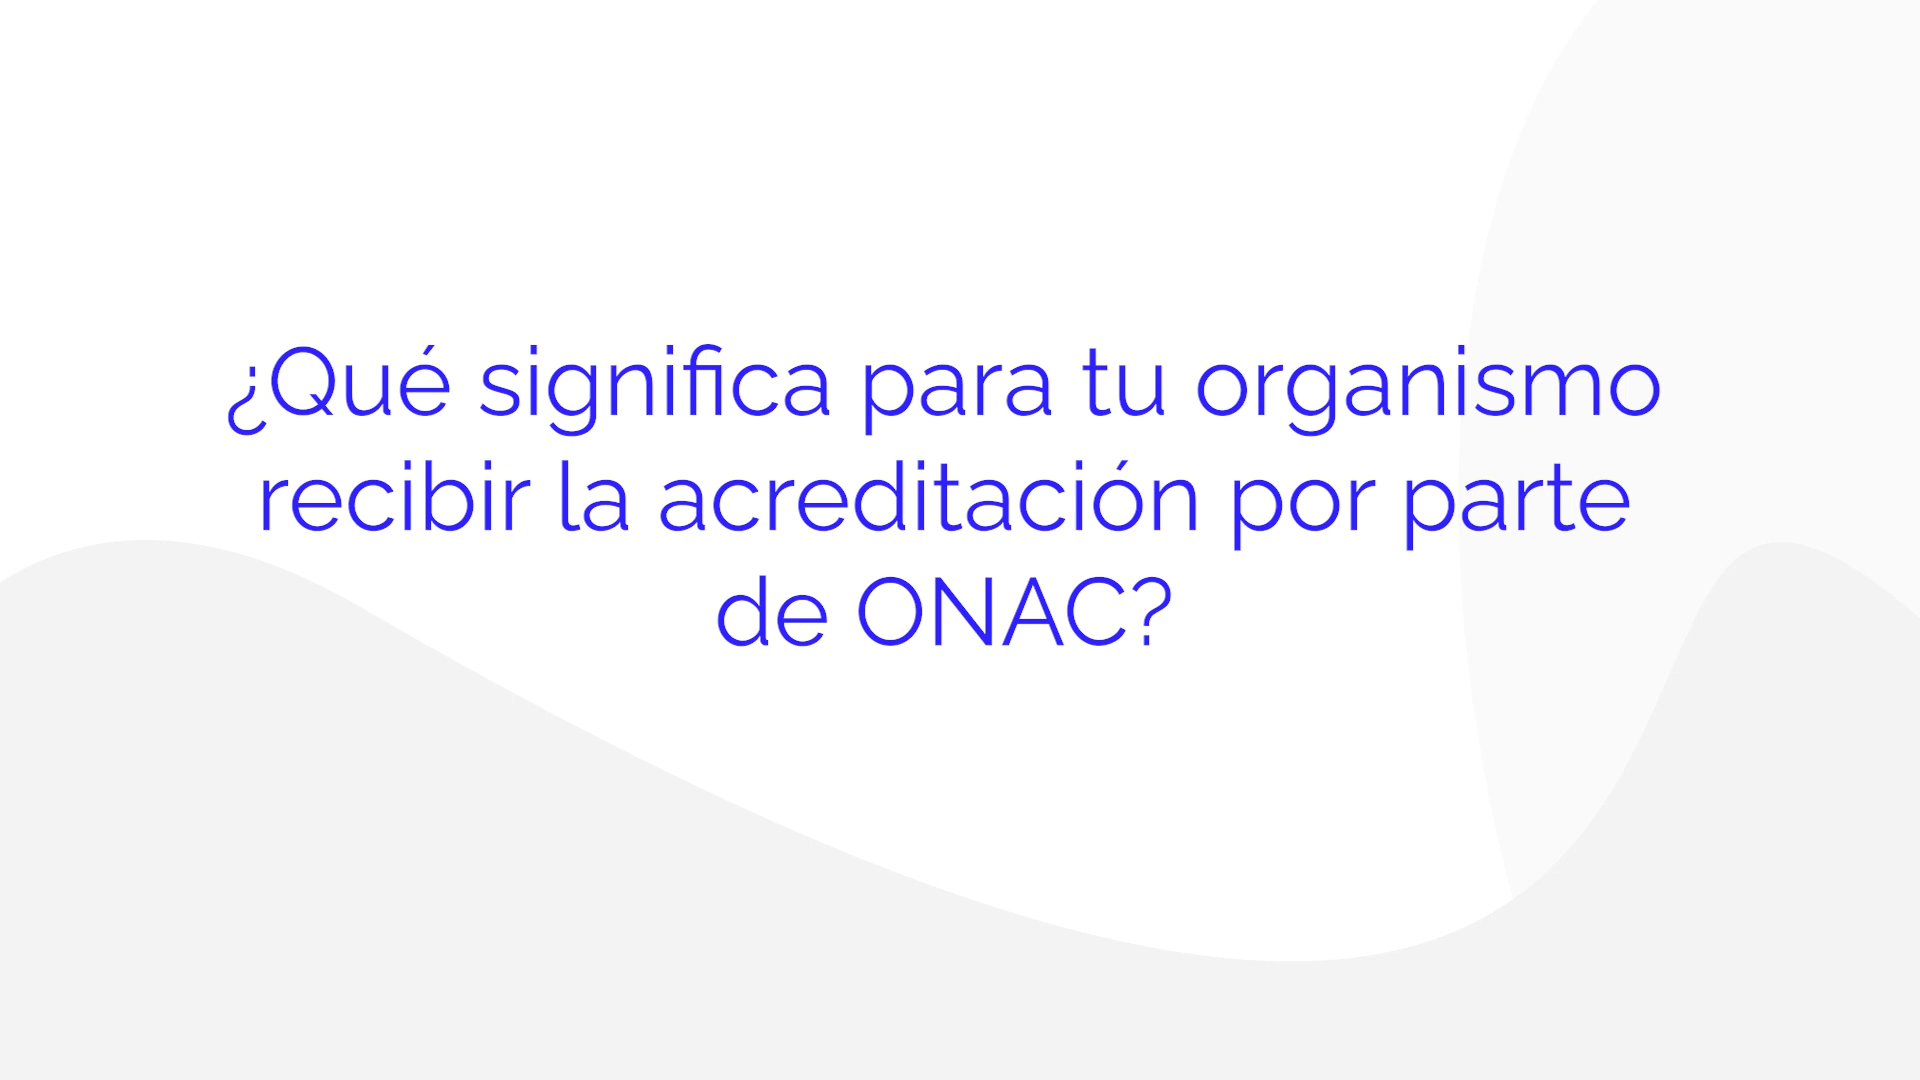 ¿Qué significa para tu organismo
recibir la acreditación por parte
de ONAC?